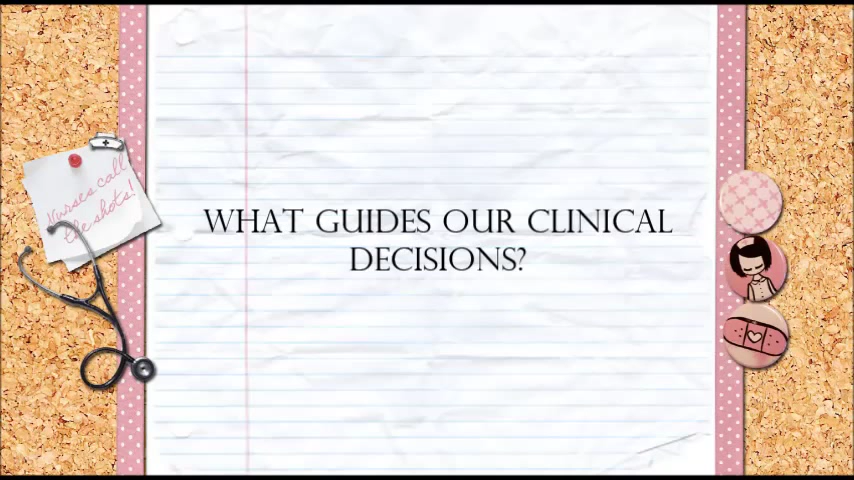 Nurses call
the shots!
WHAT GUIDES OUR CLINICAL
DECISIONS?